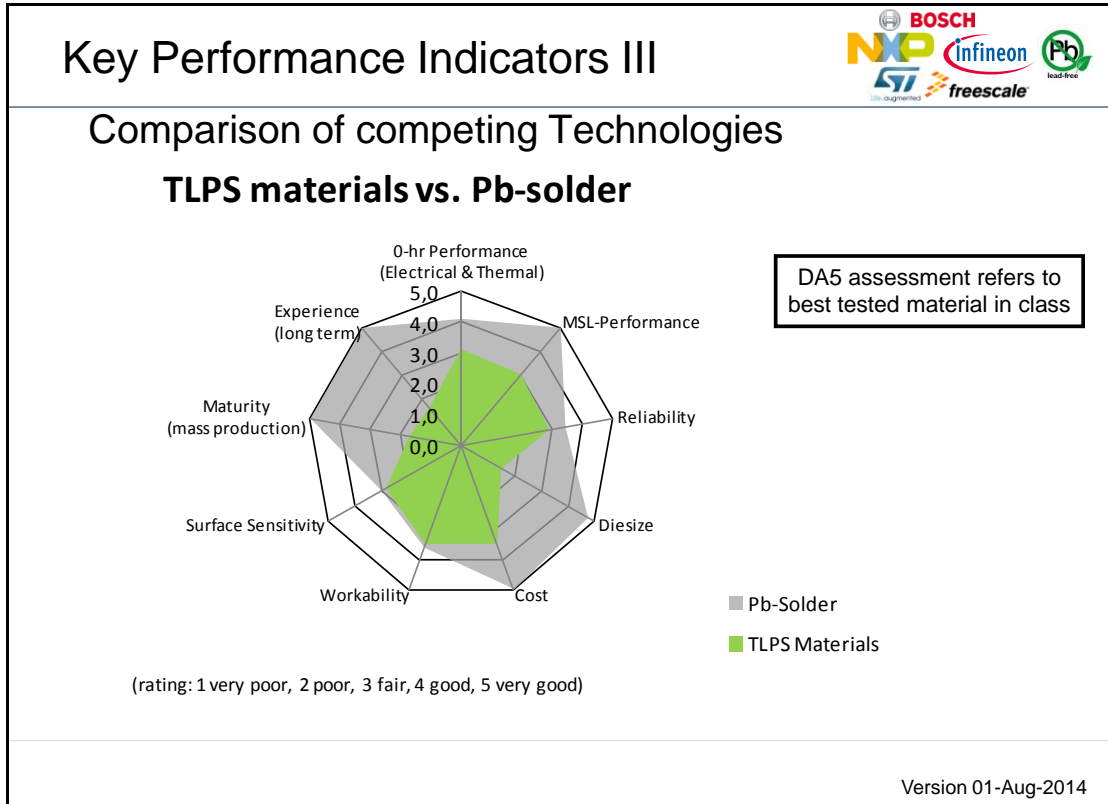 Key Performance Indicators III
BOSCH
NXP
infineon
Pb
lead-free
ST
life.augmented
freescale
Comparison of competing Technologies
TLPS materials vs. Pb-solder
0-hr Performance
(Electrical & Thermal)
DA5 assessment refers to
best tested material in class
5,0
4,0
3,0
2,0
1,0
0,0
Experience
(long term)
MSL-Performance
Maturity
(mass production)
Reliability
Surface Sensitivity
Diesize
Workability
Cost
Pb-Solder
TLPS Materials
(rating: 1 very poor, 2 poor, 3 fair, 4 good, 5 very good)
Version 01-Aug-2014